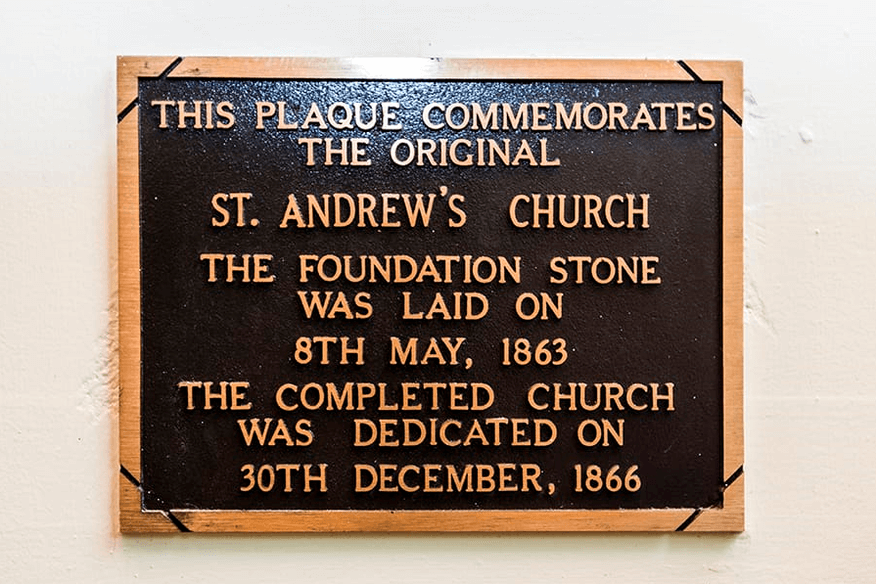 THIS PLAQUE COMMEMORATES
THE ORIGINAL
ST. ANDREW'S CHURCH
THE FOUNDATION STONE
WAS LAID ON
8TH MAY, 1863
THE COMPLETED CHURCH
WAS DEDICATED ON
30TH DECEMBER, 1866